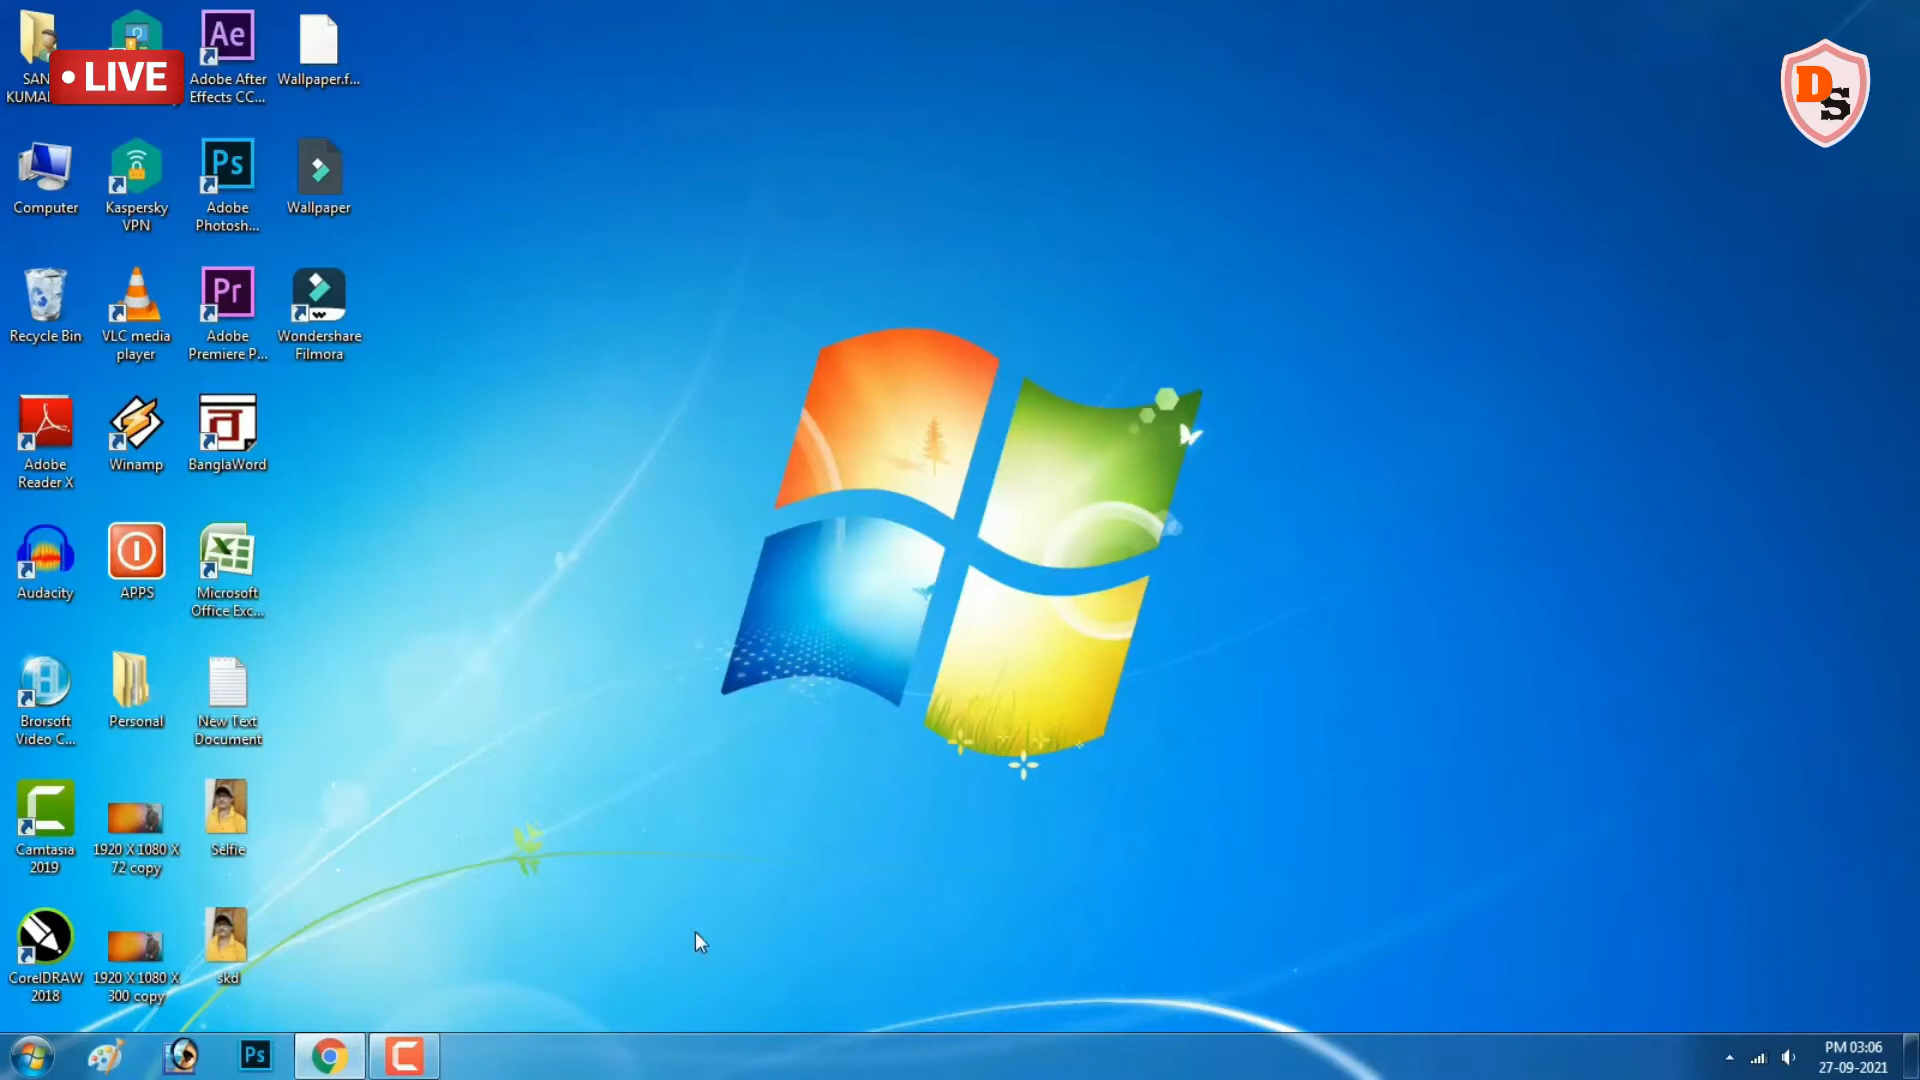 SAN
KUMA
• LIVE
Ae
Adobe After
Effects CC...
Wallpaper.f...
DS
Computer
Kaspersky
VPN
Ps
Adobe
Photosh...
Wallpaper
Recycle Bin
VLC media
player
Pr
Adobe
Premiere P...
Wondershare
Filmora
Adobe
Reader X
Winamp
BanglaWord
Audacity
APPS
Microsoft
Office Exc...
Brorsoft
Video C...
Personal
New Text
Document
Camtasia
2019
1920 X 1080 X
72 copy
Selfie
CorelDRAW
2018
1920 X 1080 X
300 copy
skd
Ps
PM 03:06
27-09-2021